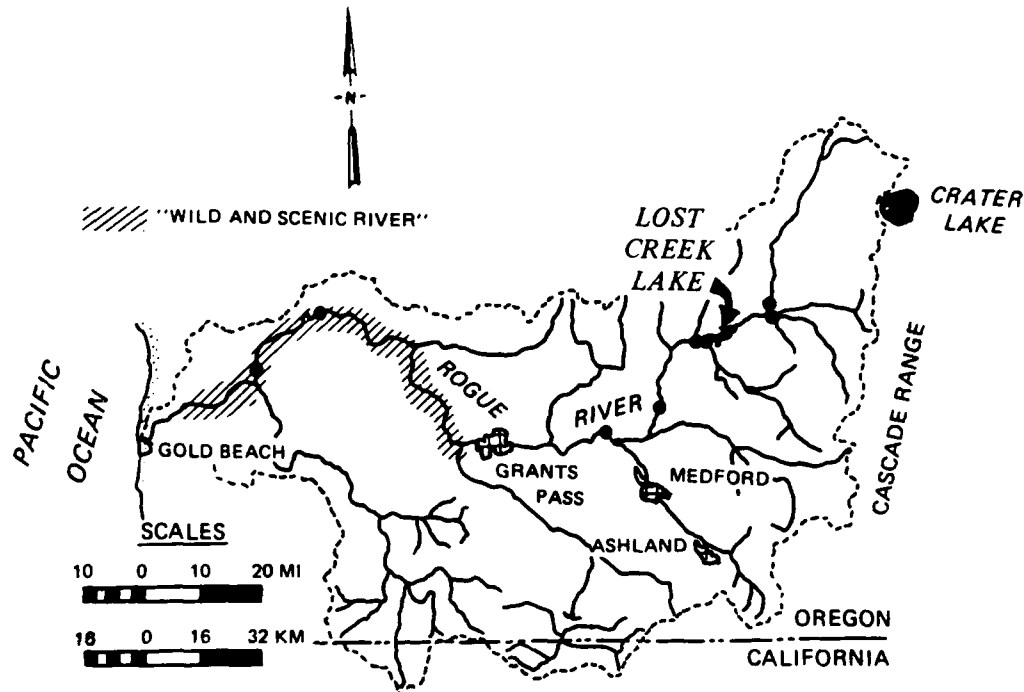 N
"WILD AND SCENIC RIVER"
LOST
CREEK
LAKE
CRATER
LAKE
PACIFIC
OCEAN
ROGUE
RIVER
CASCADE RANGE
GOLD BEACH
GRANTS
PASS
MEDFORD
ASHLAND
SCALES
10 0 10 20 MI
16 0 16 32 KM
OREGON
CALIFORNIA